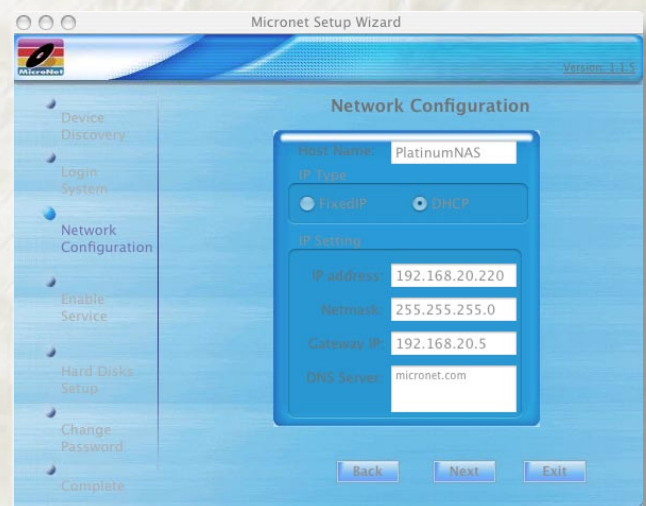 Micronet Setup Wizard
MicroNet
Version: 1.1.5
Device
Discovery
Login
System
Network
Configuration
Enable
Service
Hard Disks
Setup
Change
Password
Complete
Network Configuration
Host Name: PlatinumNAS
IP Type
FixedIP DHCP
IP Setting
IP address: 192.168.20.220
Netmask: 255.255.255.0
Gateway IP: 192.168.20.5
DNS Server: micronet.com
Back Next Exit